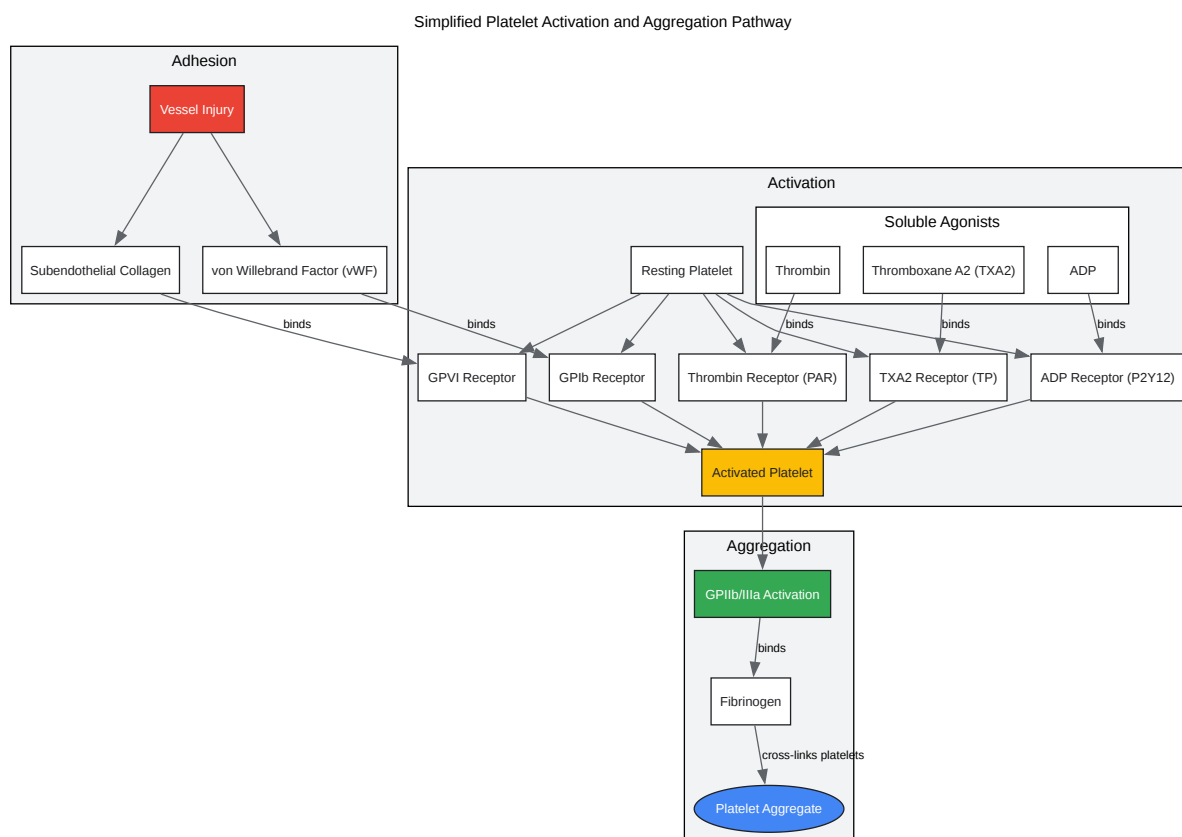 Simplified Platelet Activation and Aggregation Pathway
Adhesion
Vessel Injury
Subendothelial Collagen
von Willebrand Factor (vWF)
Activation
Soluble Agonists
Resting Platelet
Thrombin
Thromboxane A2 (TXA2)
ADP
binds
binds
binds
binds
binds
GPVI Receptor
GPIb Receptor
Thrombin Receptor (PAR)
TXA2 Receptor (TP)
ADP Receptor (P2Y12)
Activated Platelet
Aggregation
GPIIb/IIIa Activation
binds
Fibrinogen
cross-links platelets
Platelet Aggregate